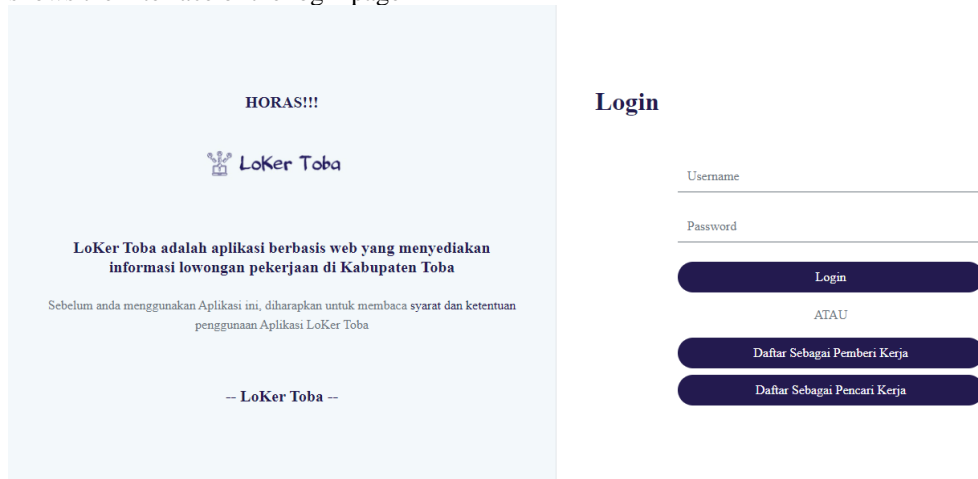 HORAS!!!
LoKer Toba
LoKer Toba adalah aplikasi berbasis web yang menyediakan
informasi lowongan pekerjaan di Kabupaten Toba
Sebelum anda menggunakan Aplikasi ini, diharapkan untuk membaca syarat dan ketentuan
penggunaan Aplikasi LoKer Toba
-- LoKer Toba --
Login
Username
Password
Login
ATAU
Daftar Sebagai Pemberi Kerja
Daftar Sebagai Pencari Kerja